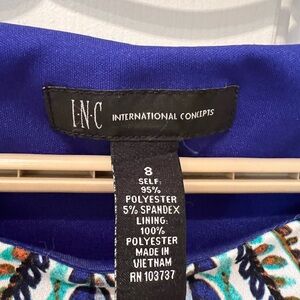 I·N·C INTERNATIONAL CONCEPTS
8
SELF:
95%
POLYESTER
5% SPANDEX
LINING:
100%
POLYESTER
MADE IN
VIETNAM
RN 103737